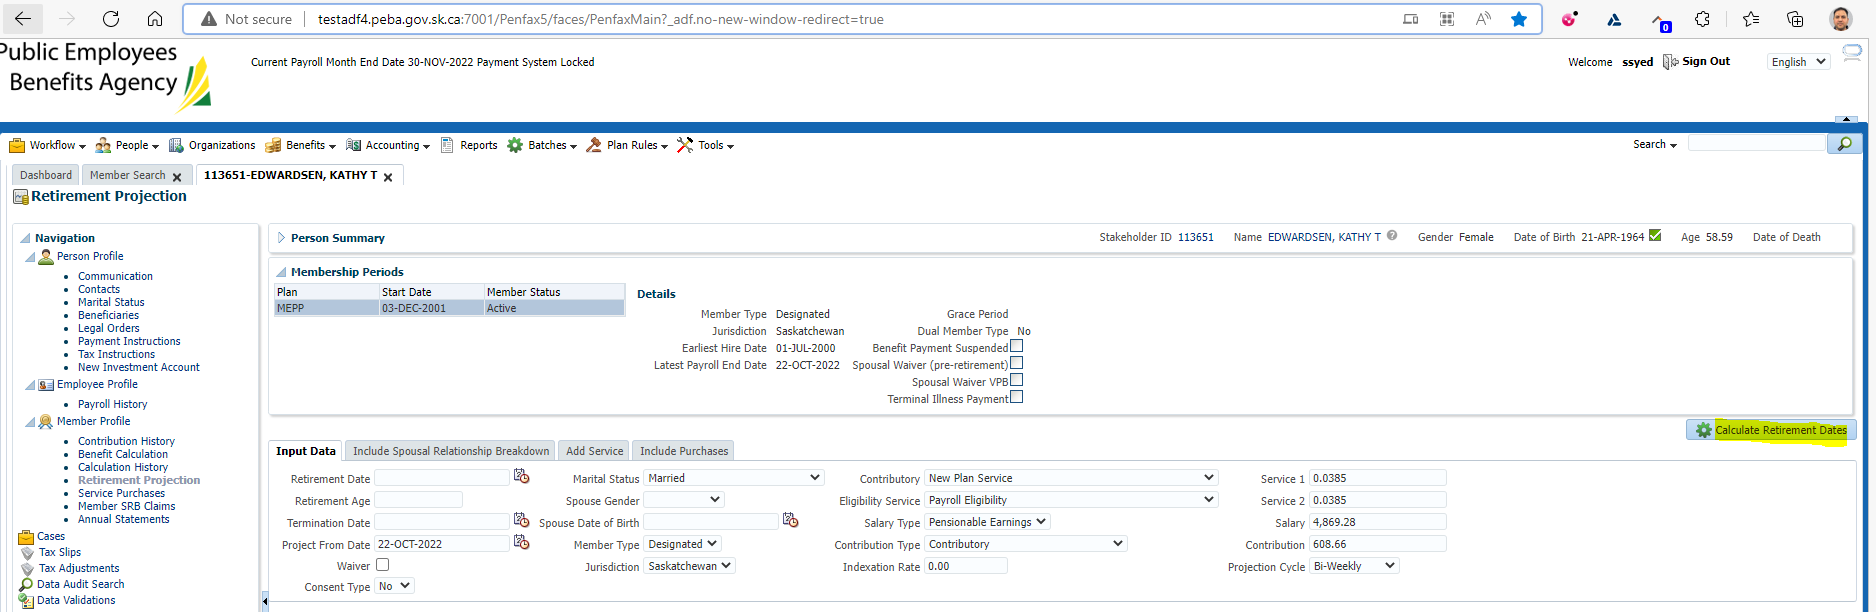 Not secure testadf4.peba.gov.sk.ca:7001/Penfax5/faces/PenfaxMain?_adf.no-new-window-redirect=true
0
Public Employees
Benefits Agency
Current Payroll Month End Date 30-NOV-2022 Payment System Locked
Welcome ssyed Sign Out English
Workflow People Organizations Benefits Accounting Reports Batches Plan Rules Tools Search
Dashboard Member Search 113651-EDWARDSEN, KATHY T
Retirement Projection
Navigation
Person Profile
Communication
Contacts
Marital Status
Beneficiaries
Legal Orders
Payment Instructions
Tax Instructions
New Investment Account
Employee Profile
Payroll History
Member Profile
Contribution History
Benefit Calculation
Calculation History
Retirement Projection
Service Purchases
Member SRB Claims
Annual Statements
Cases
Tax Slips
Tax Adjustments
Data Audit Search
Data Validations
Person Summary Stakeholder ID 113651 Name EDWARDSEN, KATHY T Gender Female Date of Birth 21-APR-1964 Age 58.59 Date of Death
Membership Periods
Plan Start Date Member Status
MEPP 03-DEC-2001 Active
Details
Member Type Designated Grace Period
Jurisdiction Saskatchewan Dual Member Type No
Earliest Hire Date 01-JUL-2000 Benefit Payment Suspended
Latest Payroll End Date 22-OCT-2022 Spousal Waiver (pre-retirement)
Spousal Waiver VPB
Terminal Illness Payment
Calculate Retirement Dates
Input Data Include Spousal Relationship Breakdown Add Service Include Purchases
Retirement Date Marital Status Married Contributory New Plan Service Service 1 0.0385
Retirement Age Spouse Gender Eligibility Service Payroll Eligibility Service 2 0.0385
Termination Date Spouse Date of Birth Salary Type Pensionable Earnings Salary 4,869.28
Project From Date 22-OCT-2022 Member Type Designated Contribution Type Contributory Contribution 608.66
Waiver Jurisdiction Saskatchewan Indexation Rate 0.00 Projection Cycle Bi-Weekly
Consent Type No